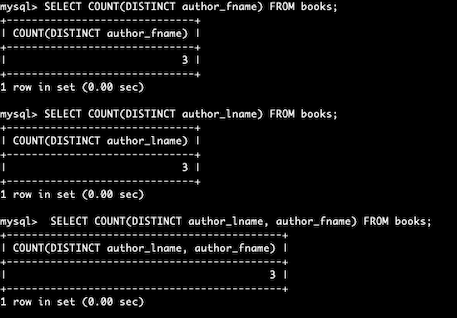 mysql> SELECT COUNT(DISTINCT author_fname) FROM books;
+------------------------------+
| COUNT(DISTINCT author_fname) |
+------------------------------+
|                            3 |
+------------------------------+
1 row in set (0.00 sec)
mysql> SELECT COUNT(DISTINCT author_lname) FROM books;
+------------------------------+
| COUNT(DISTINCT author_lname) |
+------------------------------+
|                            3 |
+------------------------------+
1 row in set (0.00 sec)
mysql>  SELECT COUNT(DISTINCT author_lname, author_fname) FROM books;
+--------------------------------------------+
| COUNT(DISTINCT author_lname, author_fname) |
+--------------------------------------------+
|                                          3 |
+--------------------------------------------+
1 row in set (0.00 sec)